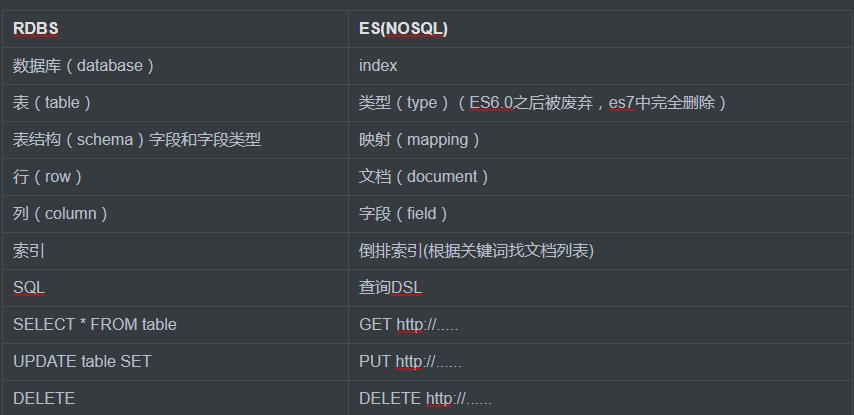 RDBS ES(NOSQL)
数据库（database） index
表（table） 类型（type）（ES6.0之后被废弃，es7中完全删除）
表结构（schema）字段和字段类型 映射（mapping）
行（row） 文档（document）
列（column） 字段（field）
索引 倒排索引(根据关键词找文档列表)
SQL 查询DSL
SELECT * FROM table GET http://.....
UPDATE table SET PUT http://......
DELETE DELETE http://......